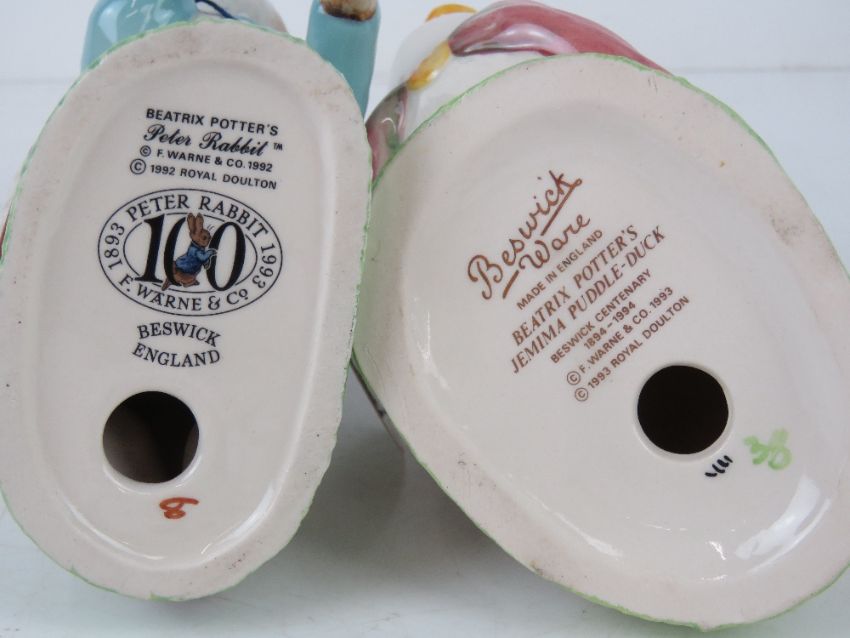 BEATRIX POTTER'S
Peter Rabbit ™
© F. WARNE & CO. 1992
© 1992 ROYAL DOULTON
1893 PETER RABBIT 1993
100
F. WARNE & Co
BESWICK
ENGLAND
8
Beswick
Ware
MADE IN ENGLAND
BEATRIX POTTER'S
JEMIMA PUDDLE-DUCK
BESWICK CENTENARY
1894-1994
© F. WARNE & CO. 1993
© 1993 ROYAL DOULTON